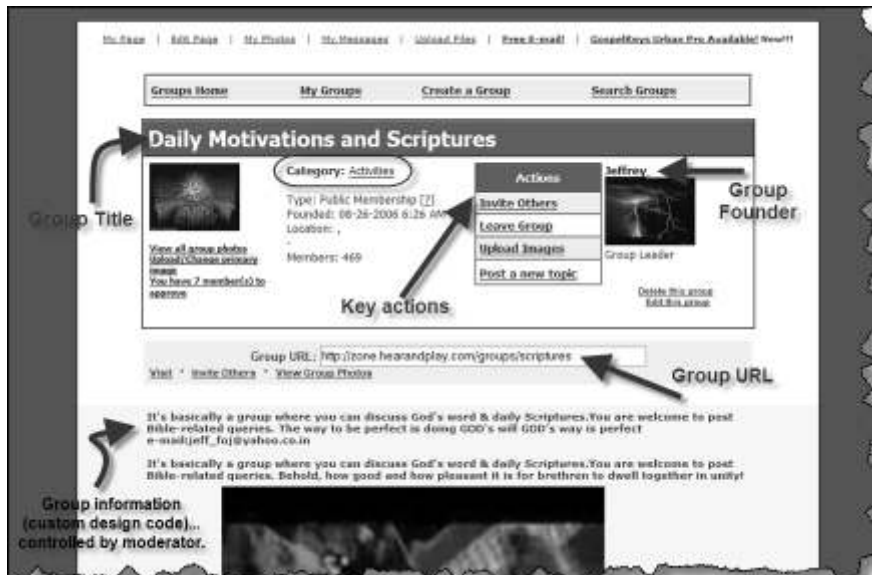 My Page | Edit Page | My Photos | My Messages | Upload Files | Free E-mail! | GospelKeys Urban Pro Available! New!!!
Groups Home My Groups Create a Group Search Groups
Daily Motivations and Scriptures
Category: Activities
Type: Public Membership [?]
Founded: 08-26-2006 6:26 AM
Location: ,
.
Members: 469
Actions
Invite Others
Leave Group
Upload Images
Post a new topic
Jeffrey
Group Leader
Delete this group
Edit this group
Group Title
View all group photos
Upload/Change primary
image
You have 7 member(s) to
approve
Key actions
Group
Founder
Group URL: http://zone.hearandplay.com/groups/scriptures
Visit * Invite Others * View Group Photos
Group URL
It's basically a group where you can discuss God's word & daily Scriptures.You are welcome to post
Bible-related queries. The way to be perfect is doing GOD's will GOD's way is perfect
e-mail:jeff_foj@yahoo.co.in
It's basically a group where you can discuss God's word & daily Scriptures.You are welcome to post
Bible-related queries. Behold, how good and how pleasant it is for brethren to dwell together in unity!
Group information
(custom design code)...
controlled by moderator.